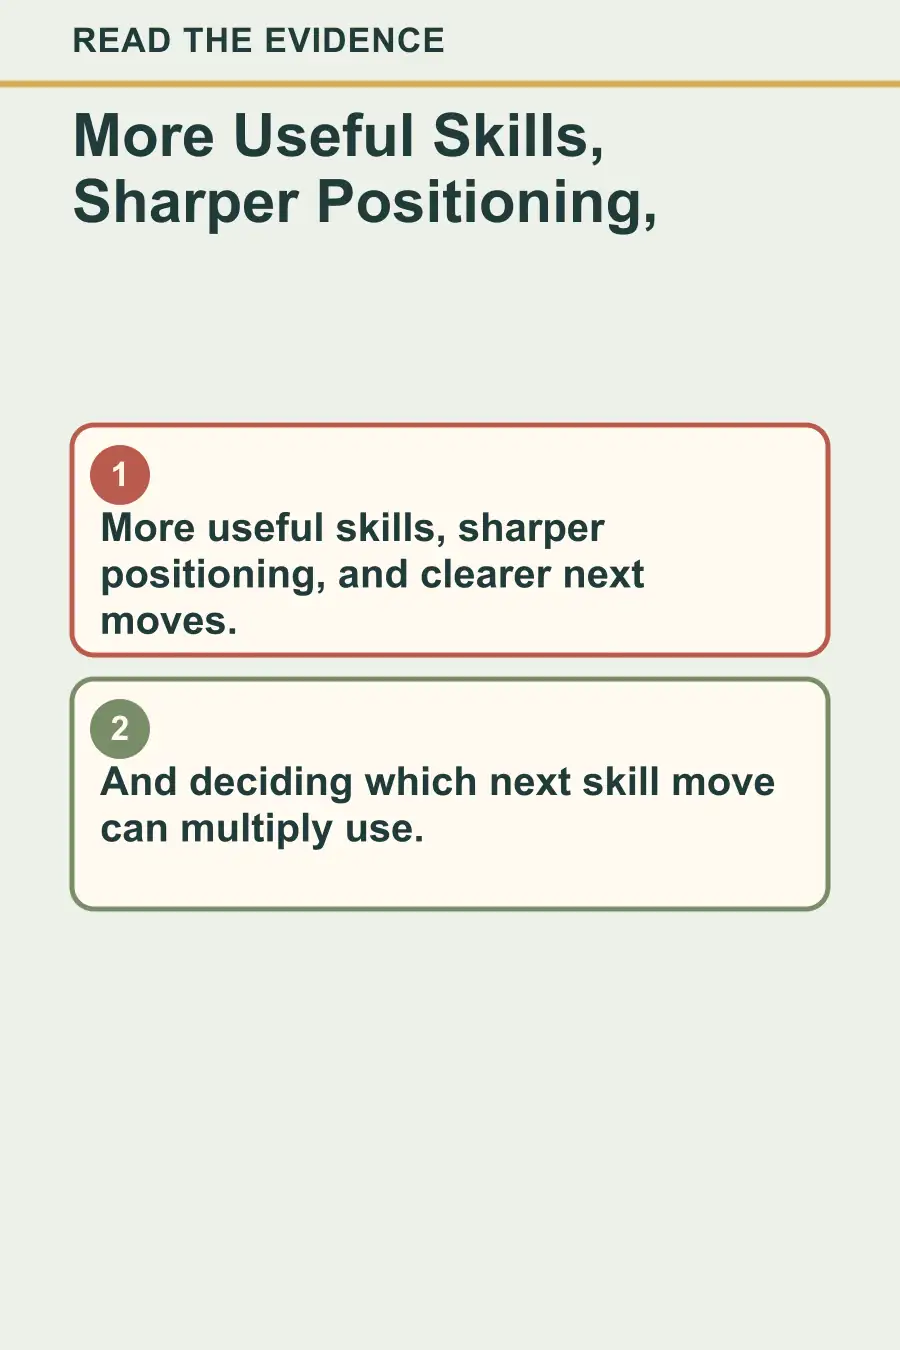 READ THE EVIDENCE
More Useful Skills,
Sharper Positioning,
1
More useful skills, sharper
positioning, and clearer next
moves.
2
And deciding which next skill move
can multiply use.